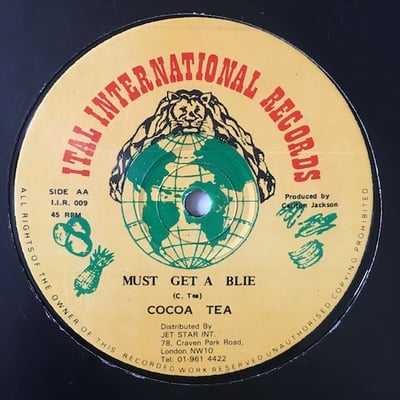 ITAL INTERNATIONAL RECORDS
SIDE AA
I.I.R. 009
45 RPM
Produced by
Carlton Jackson
MUST GET A BLIE
(C. Tea)
COCOA TEA
Distributed By
JET STAR INT.
78, Craven Park Road,
London NW10
Tel: 01-961 4422
ALL RIGHTS OF THE OWNER OF THIS RECORDED WORK RESERVED UNAUTHORISED COPYING PROHIBITED